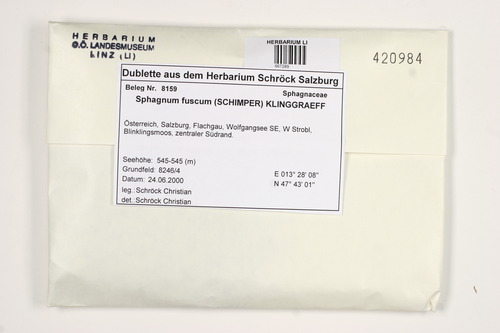 HERBARIUM
O.Ö. LANDESMUSEUM
LINZ (LI)
HERBARIUM LI
420984
Dublette aus dem Herbarium Schröck Salzburg
Beleg Nr. 8159
Sphagnaceae
Sphagnum fuscum (SCHIMPER) KLINGGRAEFF
Österreich, Salzburg, Flachgau, Wolfgangsee SE, W Strobl,
Blinklingsmoos, zentraler Südrand.
Seehöhe: 545-545 (m)
Grundfeld: 8246/4
E 013° 28' 08"
Datum: 24.06.2000
N 47° 43' 01"
leg.:Schröck Christian
det.:Schröck Christian